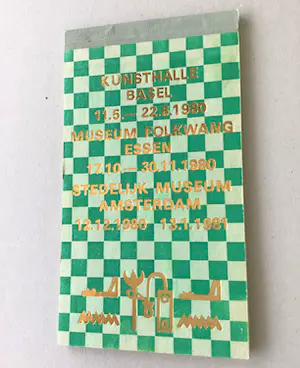 KUNSTHALLE
BASEL
11.5.— 22.6.1980
MUSEUM FOLKWANG
ESSEN
17.10.— 30.11.1980
STEDELIJK MUSEUM
AMSTERDAM
12.12.1980 - 13.1.1981